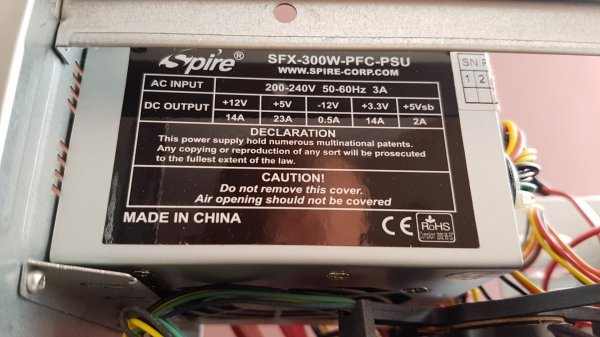 Spire® SFX-300W-PFC-PSU
WWW.SPIRE-CORP.COM
AC INPUT 200-240V 50-60Hz 3A
DC OUTPUT +12V +5V -12V +3.3V +5Vsb
14A 23A 0.5A 14A 2A
DECLARATION
This power supply hold numerous multinational patents.
Any copying or reproduction of any sort will be prosecuted
to the fullest extent of the law.
CAUTION!
Do not remove this cover.
Air opening should not be covered
MADE IN CHINA
CE RoHS
S/N
1 2